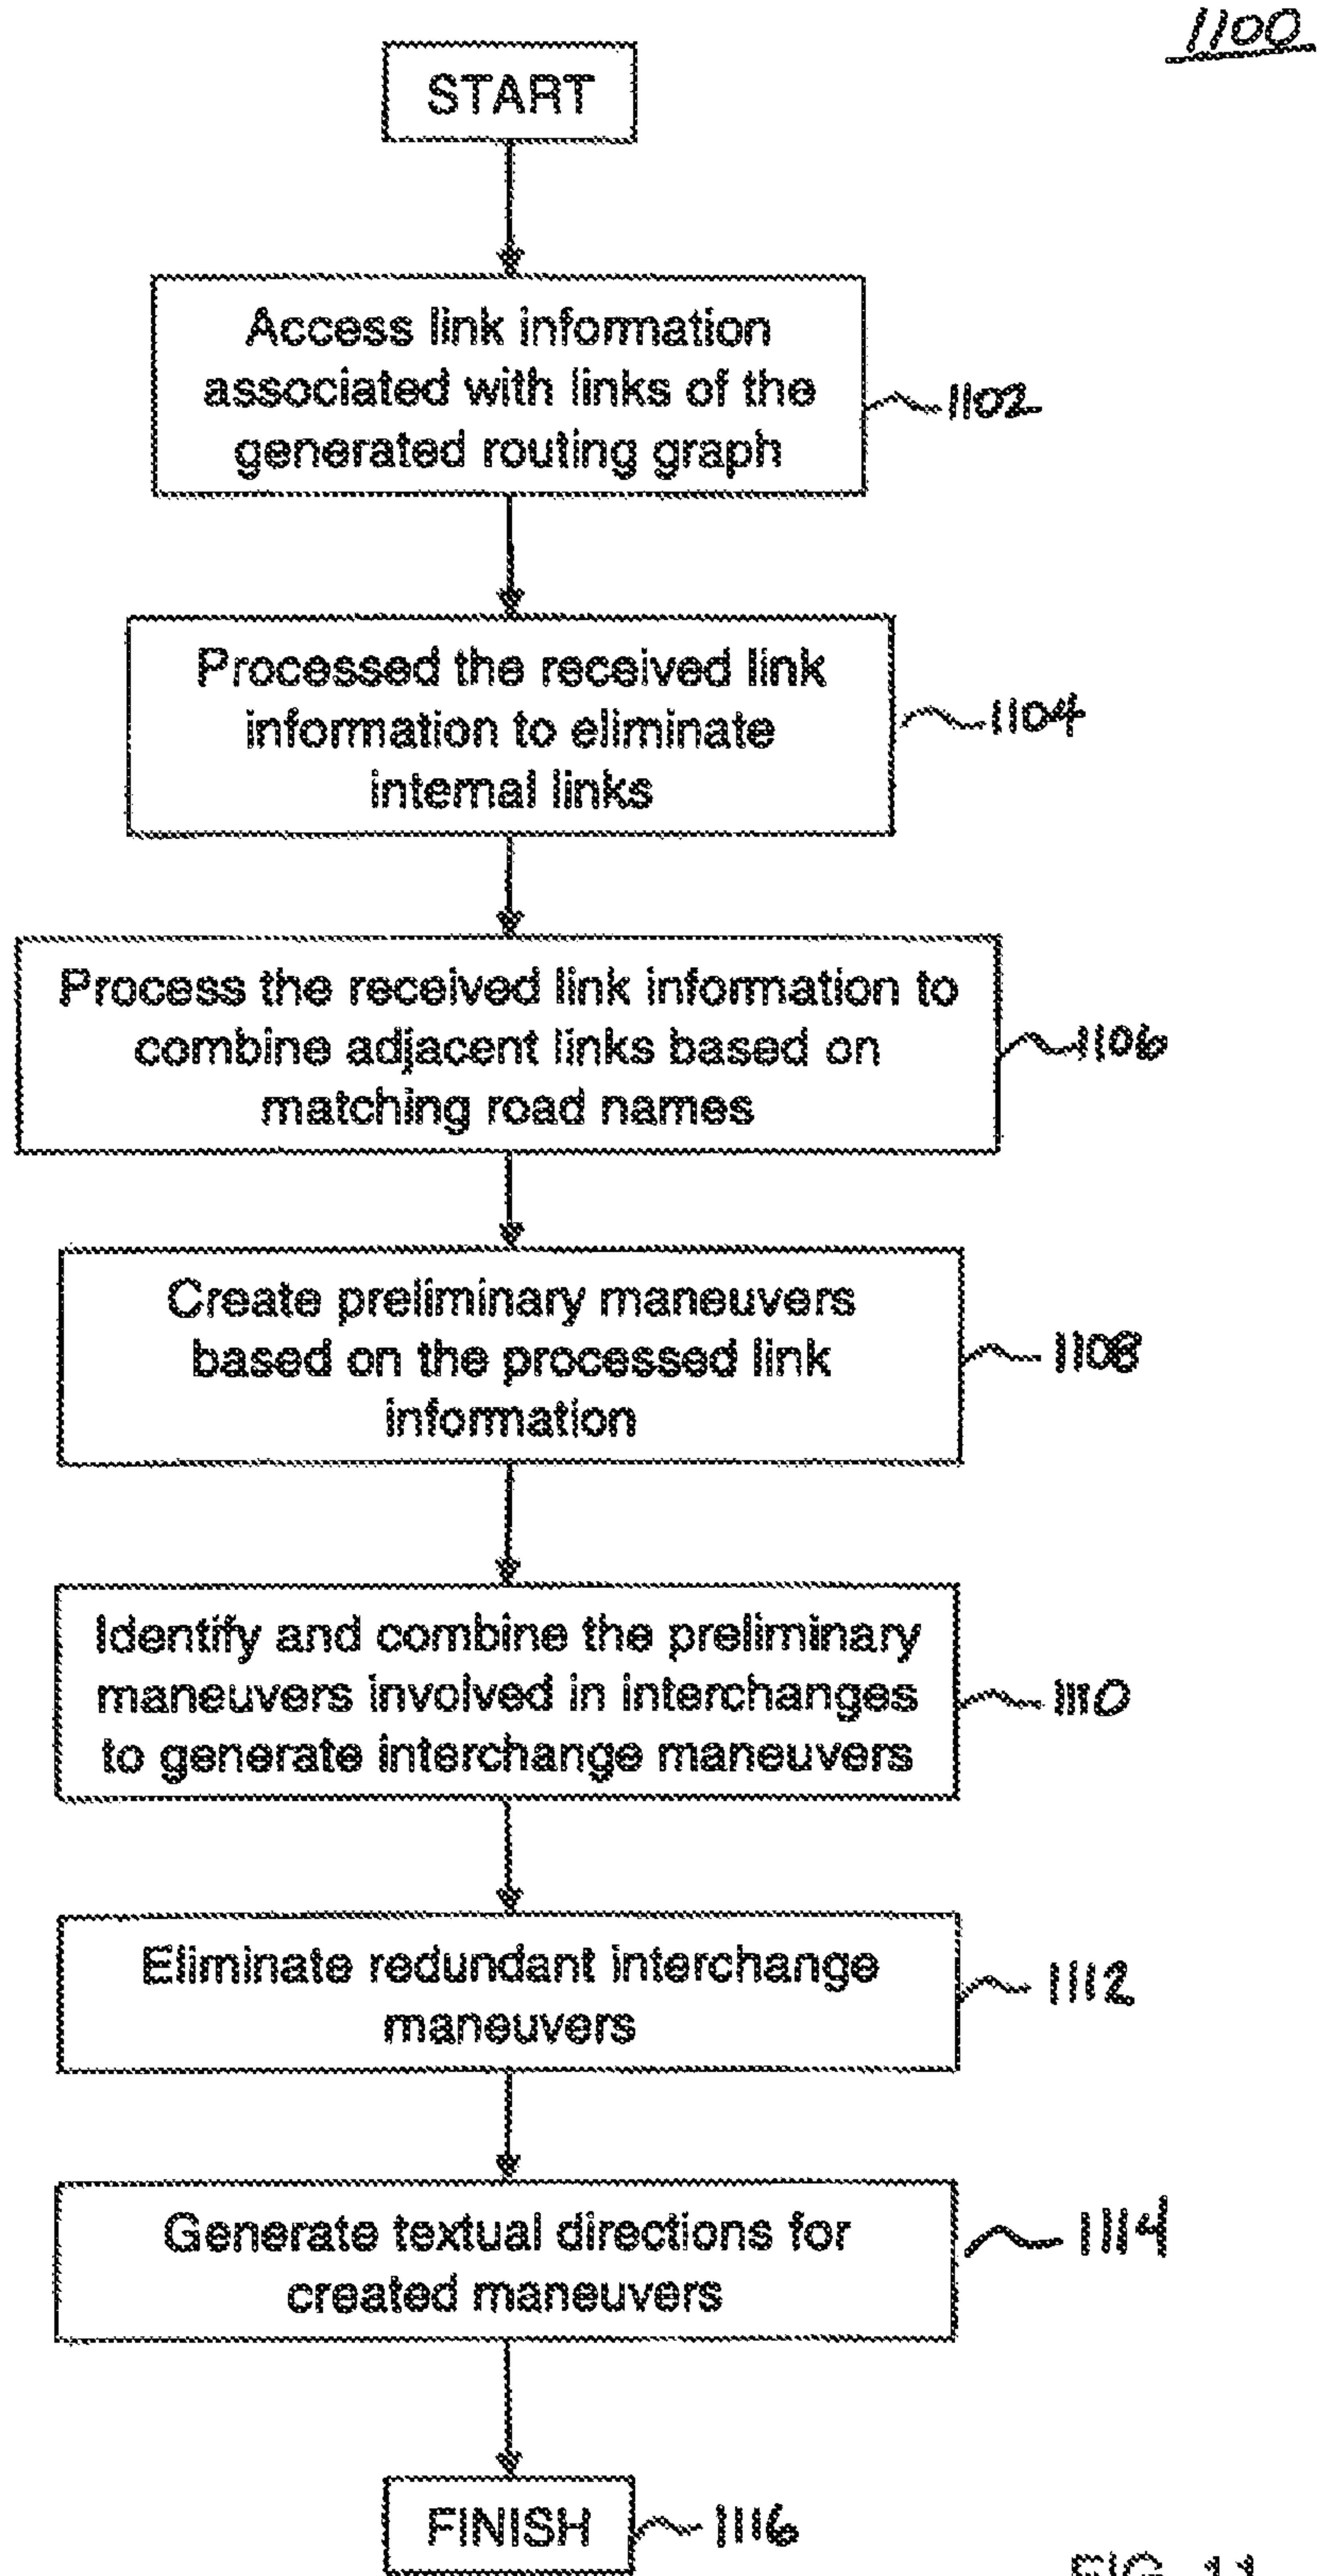 1100
START
Access link information
associated with links of the
generated routing graph
1102
Processed the received link
information to eliminate
internal links
1104
Process the received link information to
combine adjacent links based on
matching road names
1106
Create preliminary maneuvers
based on the processed link
information
1108
Identify and combine the preliminary
maneuvers involved in interchanges
to generate interchange maneuvers
1110
Eliminate redundant interchange
maneuvers
1112
Generate textual directions for
created maneuvers
1114
FINISH
1116
FIG. 11